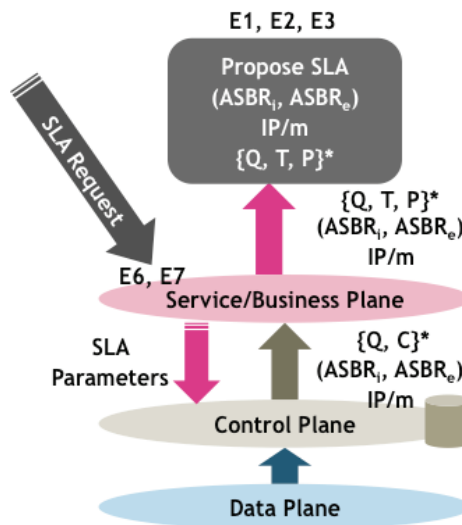 E1, E2, E3
Propose SLA
(ASBRi, ASBRe)
IP/m
{Q, T, P}*
SLA Request
{Q, T, P}*
(ASBRi, ASBRe)
IP/m
E6, E7
Service/Business Plane
SLA
Parameters
{Q, C}*
(ASBRi, ASBRe)
IP/m
Control Plane
Data Plane